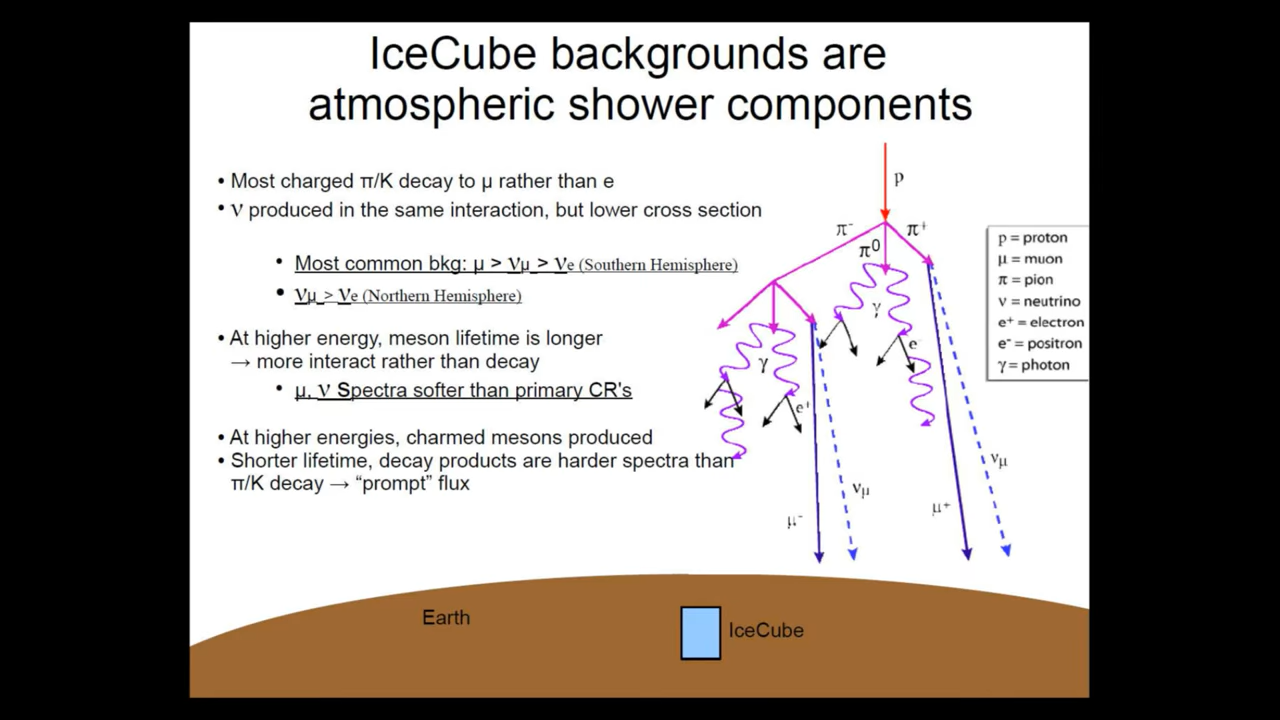 IceCube backgrounds are
atmospheric shower components
• Most charged π/K decay to μ rather than e
• ν produced in the same interaction, but lower cross section
• Most common bkg: μ > νμ > νe (Southern Hemisphere)
• νμ > νe (Northern Hemisphere)
• At higher energy, meson lifetime is longer
→ more interact rather than decay
• μ, ν Spectra softer than primary CR's
• At higher energies, charmed mesons produced
• Shorter lifetime, decay products are harder spectra than
π/K decay → “prompt” flux
p
π-
π0
π+
γ
e
γ
e+
νμ
νμ
μ+
μ-
p = proton
μ = muon
π = pion
ν = neutrino
e+ = electron
e- = positron
γ = photon
Earth
IceCube